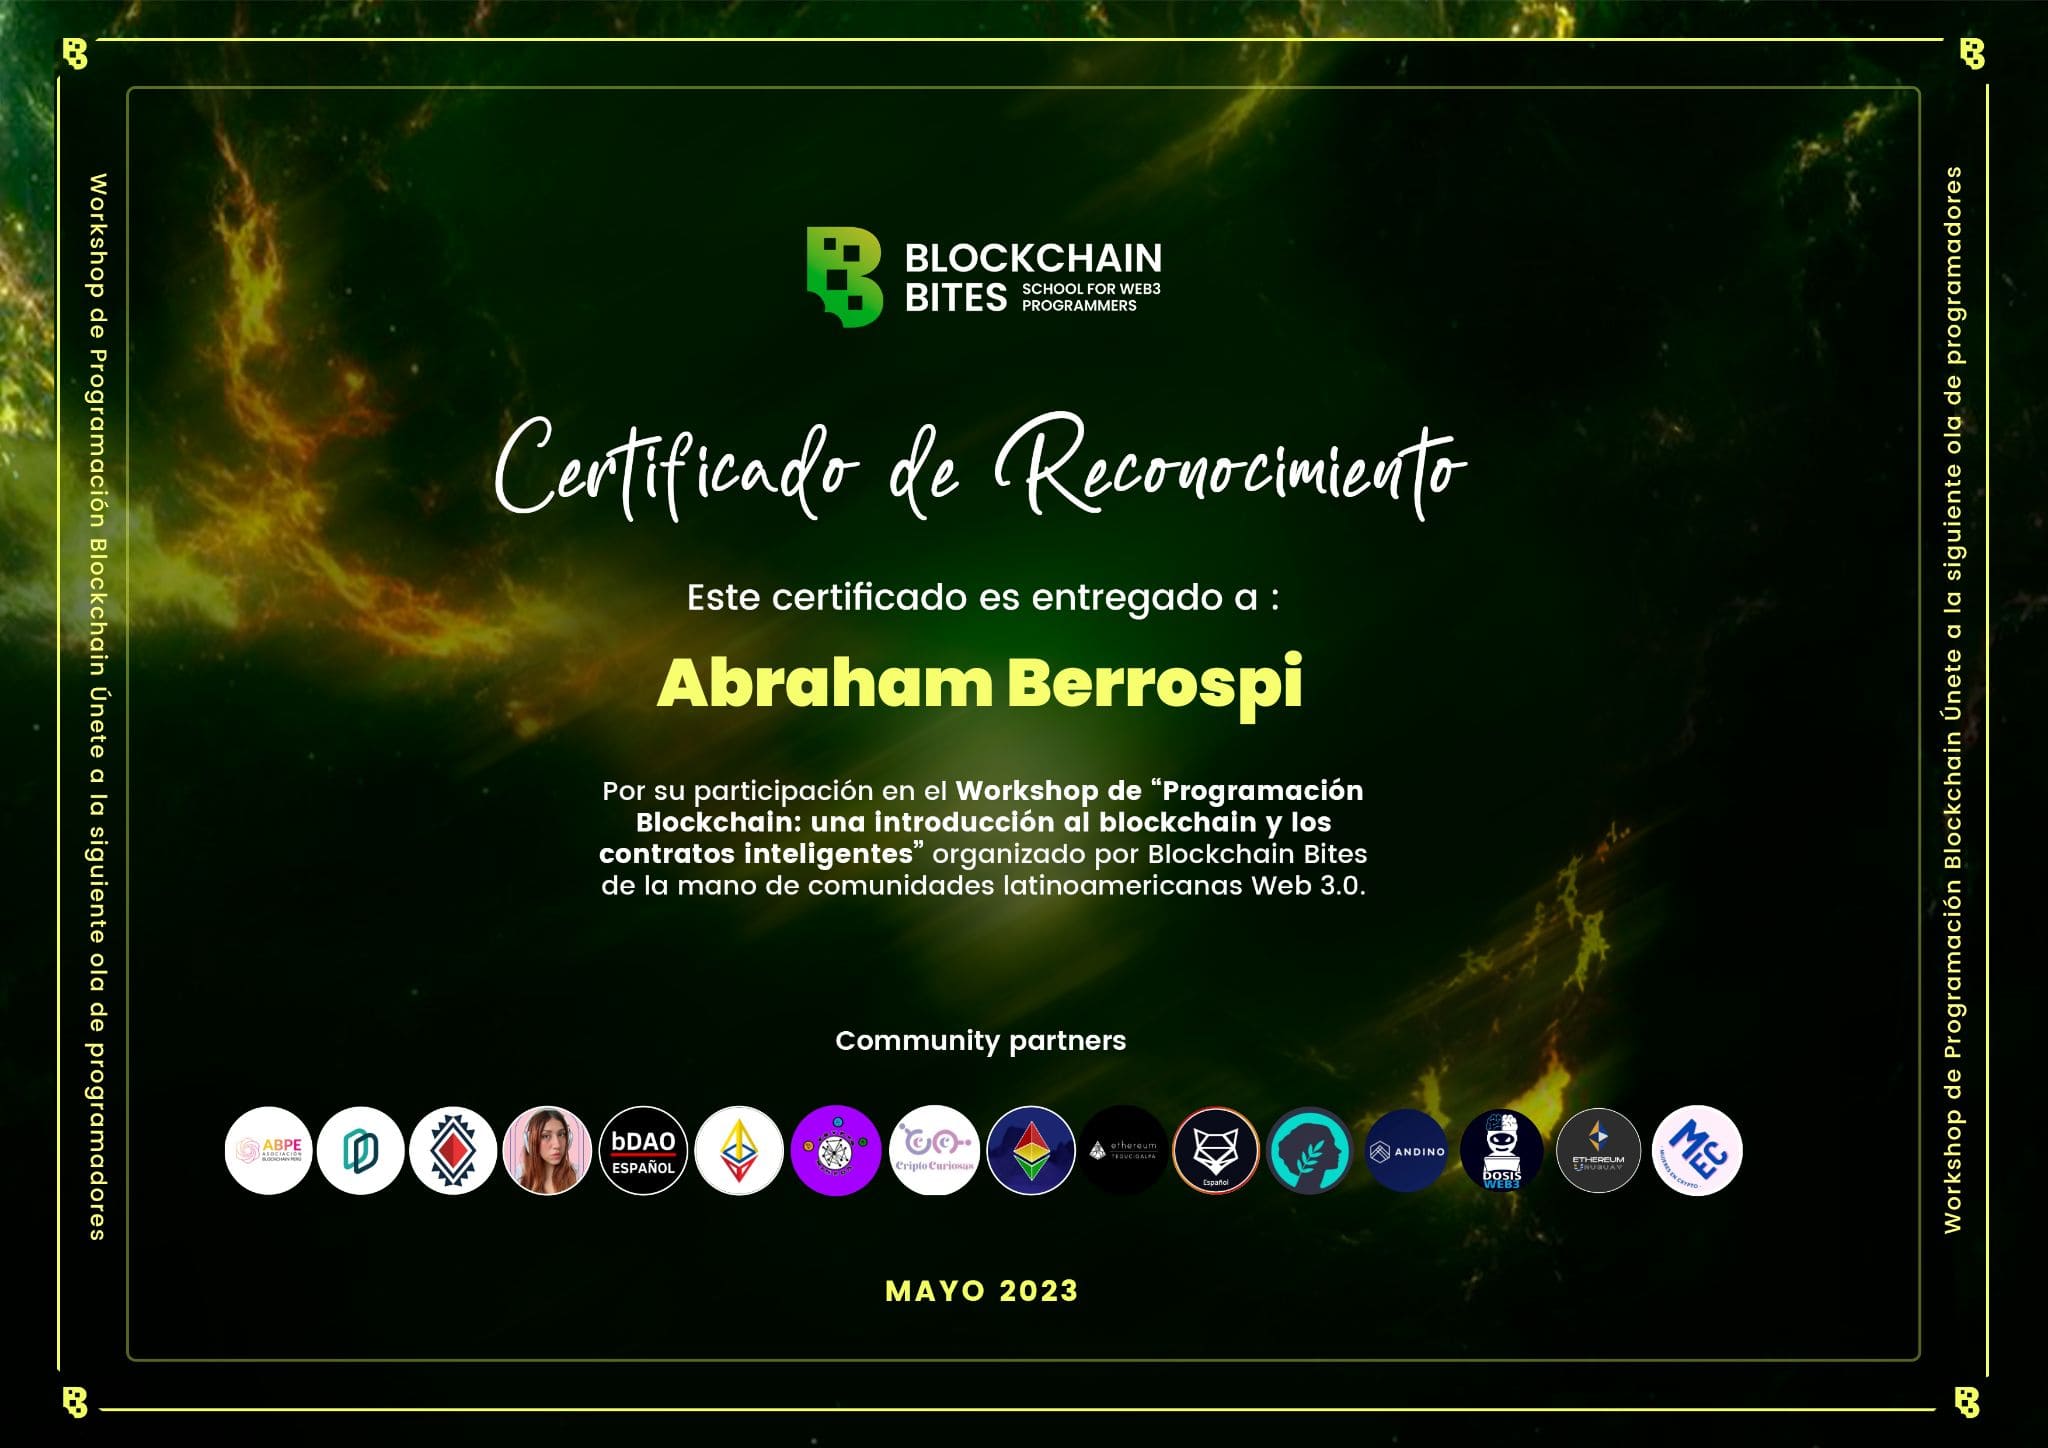 BLOCKCHAIN
BITES SCHOOL FOR WEB3
PROGRAMMERS
Certificado de Reconocimiento
Este certificado es entregado a :
Abraham Berrospi
Por su participación en el Workshop de “Programación
Blockchain: una introducción al blockchain y los
contratos inteligentes” organizado por Blockchain Bites
de la mano de comunidades latinoamericanas Web 3.0.
Community partners
ABPE
ASOCIACIÓN
BLOCKCHAIN PERÚ
bDAO
ESPAÑOL
CriptoCuriosas
ethereum
TEGUCIGALPA
Español
ANDINO
DOSIS
WEB3
ETHEREUM
URUGUAY
MEC
MUJERES EN CRYPTO
MAYO 2023
Workshop de Programación Blockchain Únete a la siguiente ola de programadores
Workshop de Programación Blockchain Únete a la siguiente ola de programadores